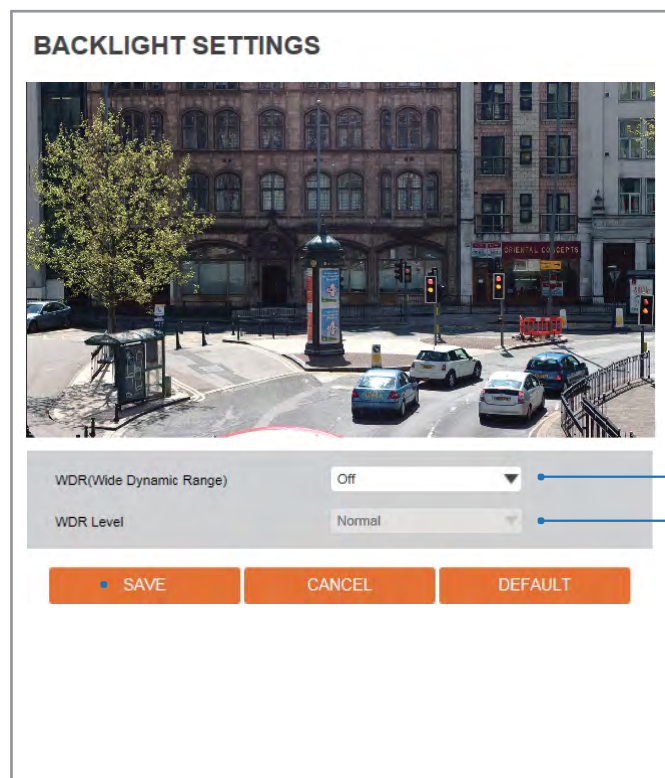 BACKLIGHT SETTINGS
ORIENTAL CONCEPTS
WDR(Wide Dynamic Range)
Off
WDR Level
Normal
SAVE
CANCEL
DEFAULT